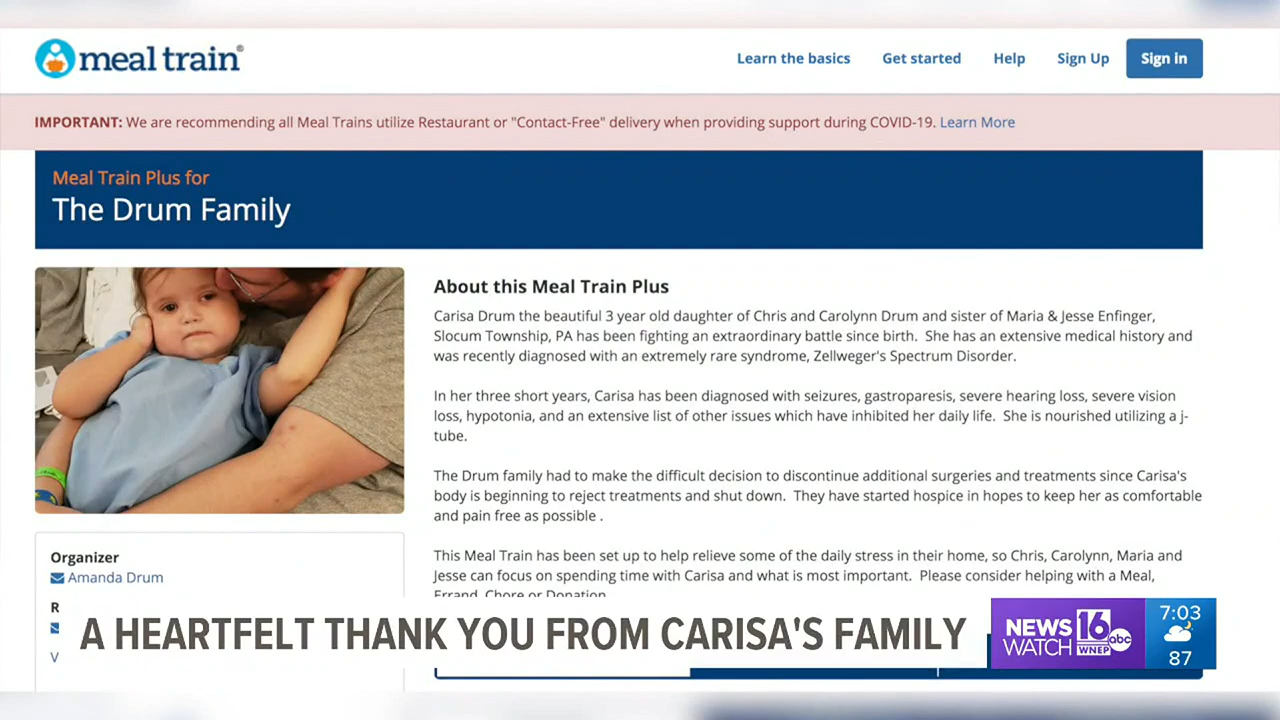 meal train®
Learn the basics
Get started
Help
Sign Up
Sign in
IMPORTANT: We are recommending all Meal Trains utilize Restaurant or "Contact-Free" delivery when providing support during COVID-19. Learn More
Meal Train Plus for
The Drum Family
About this Meal Train Plus
Carisa Drum the beautiful 3 year old daughter of Chris and Carolynn Drum and sister of Maria & Jesse Enfinger,
Slocum Township, PA has been fighting an extraordinary battle since birth. She has an extensive medical history and
was recently diagnosed with an extremely rare syndrome, Zellweger's Spectrum Disorder.
In her three short years, Carisa has been diagnosed with seizures, gastroparesis, severe hearing loss, severe vision
loss, hypotonia, and an extensive list of other issues which have inhibited her daily life. She is nourished utilizing a j-
tube.
The Drum family had to make the difficult decision to discontinue additional surgeries and treatments since Carisa's
body is beginning to reject treatments and shut down. They have started hospice in hopes to keep her as comfortable
and pain free as possible .
This Meal Train has been set up to help relieve some of the daily stress in their home, so Chris, Carolynn, Maria and
Jesse can focus on spending time with Carisa and what is most important. Please consider helping with a Meal,
Errand, Chore or Donation
Organizer
Amanda Drum
R
V
A HEARTFELT THANK YOU FROM CARISA'S FAMILY
NEWS
WATCH
16
WNEP
abc
7:03
87